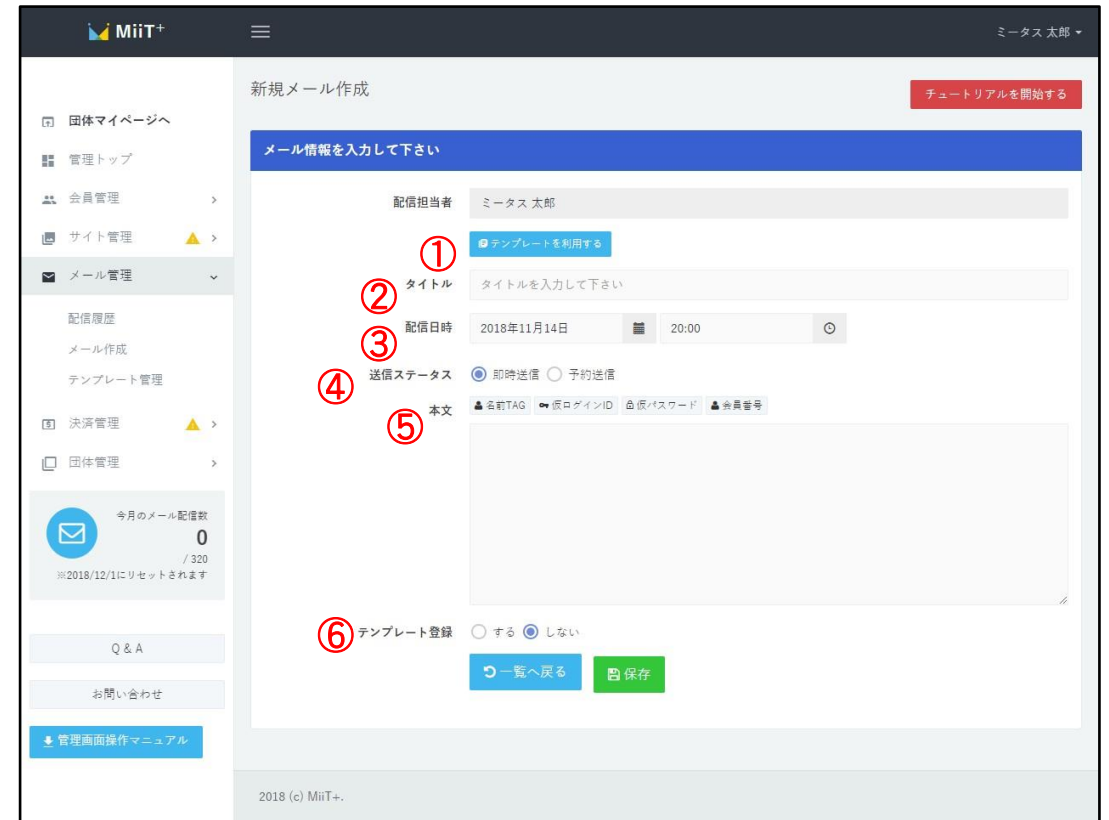 MiiT+
ミータス 太郎
新規メール作成
チュートリアルを開始する
団体マイページへ
管理トップ
会員管理
サイト管理
メール管理
配信履歴
メール作成
テンプレート管理
決済管理
団体管理
今月のメール配信数
0
/ 320
※2018/12/1にリセットされます
Q & A
お問い合わせ
管理画面操作マニュアル
メール情報を入力して下さい
配信担当者 ミータス 太郎
① テンプレートを利用する
② タイトル タイトルを入力して下さい
③ 配信日時 2018年11月14日 20:00
④ 送信ステータス 即時送信 予約送信
⑤ 本文 名前TAG 仮ログインID 仮パスワード 会員番号
⑥ テンプレート登録 する しない
一覧へ戻る 保存
2018 (c) MiiT+.